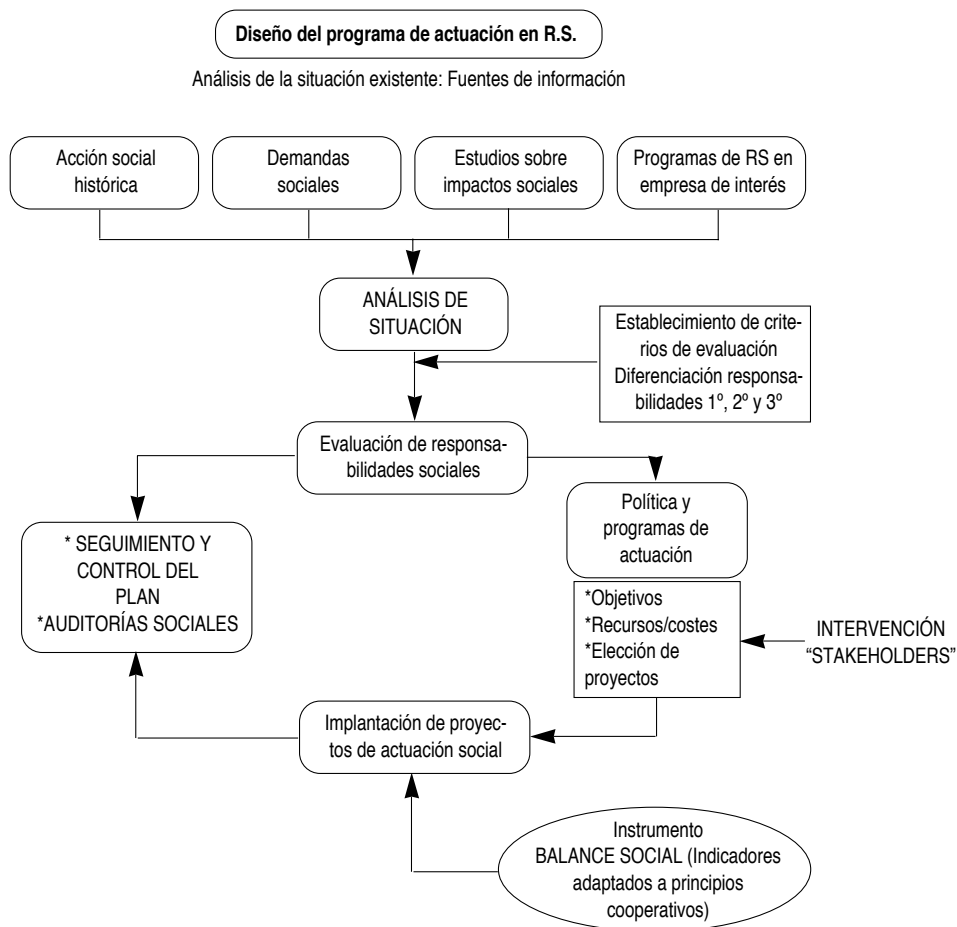 Diseño del programa de actuación en R.S.
Análisis de la situación existente: Fuentes de información
Acción social
histórica
Demandas
sociales
Estudios sobre
impactos sociales
Programas de RS en
empresa de interés
ANÁLISIS DE
SITUACIÓN
Establecimiento de crite-
rios de evaluación
Diferenciación responsa-
bilidades 1º, 2º y 3º
Evaluación de responsa-
bilidades sociales
Política y
programas de
actuación
* SEGUIMIENTO Y
CONTROL DEL
PLAN
*AUDITORÍAS SOCIALES
*Objetivos
*Recursos/costes
*Elección de
proyectos
INTERVENCIÓN
“STAKEHOLDERS”
Implantación de proyec-
tos de actuación social
Instrumento
BALANCE SOCIAL (Indicadores
adaptados a principios
cooperativos)